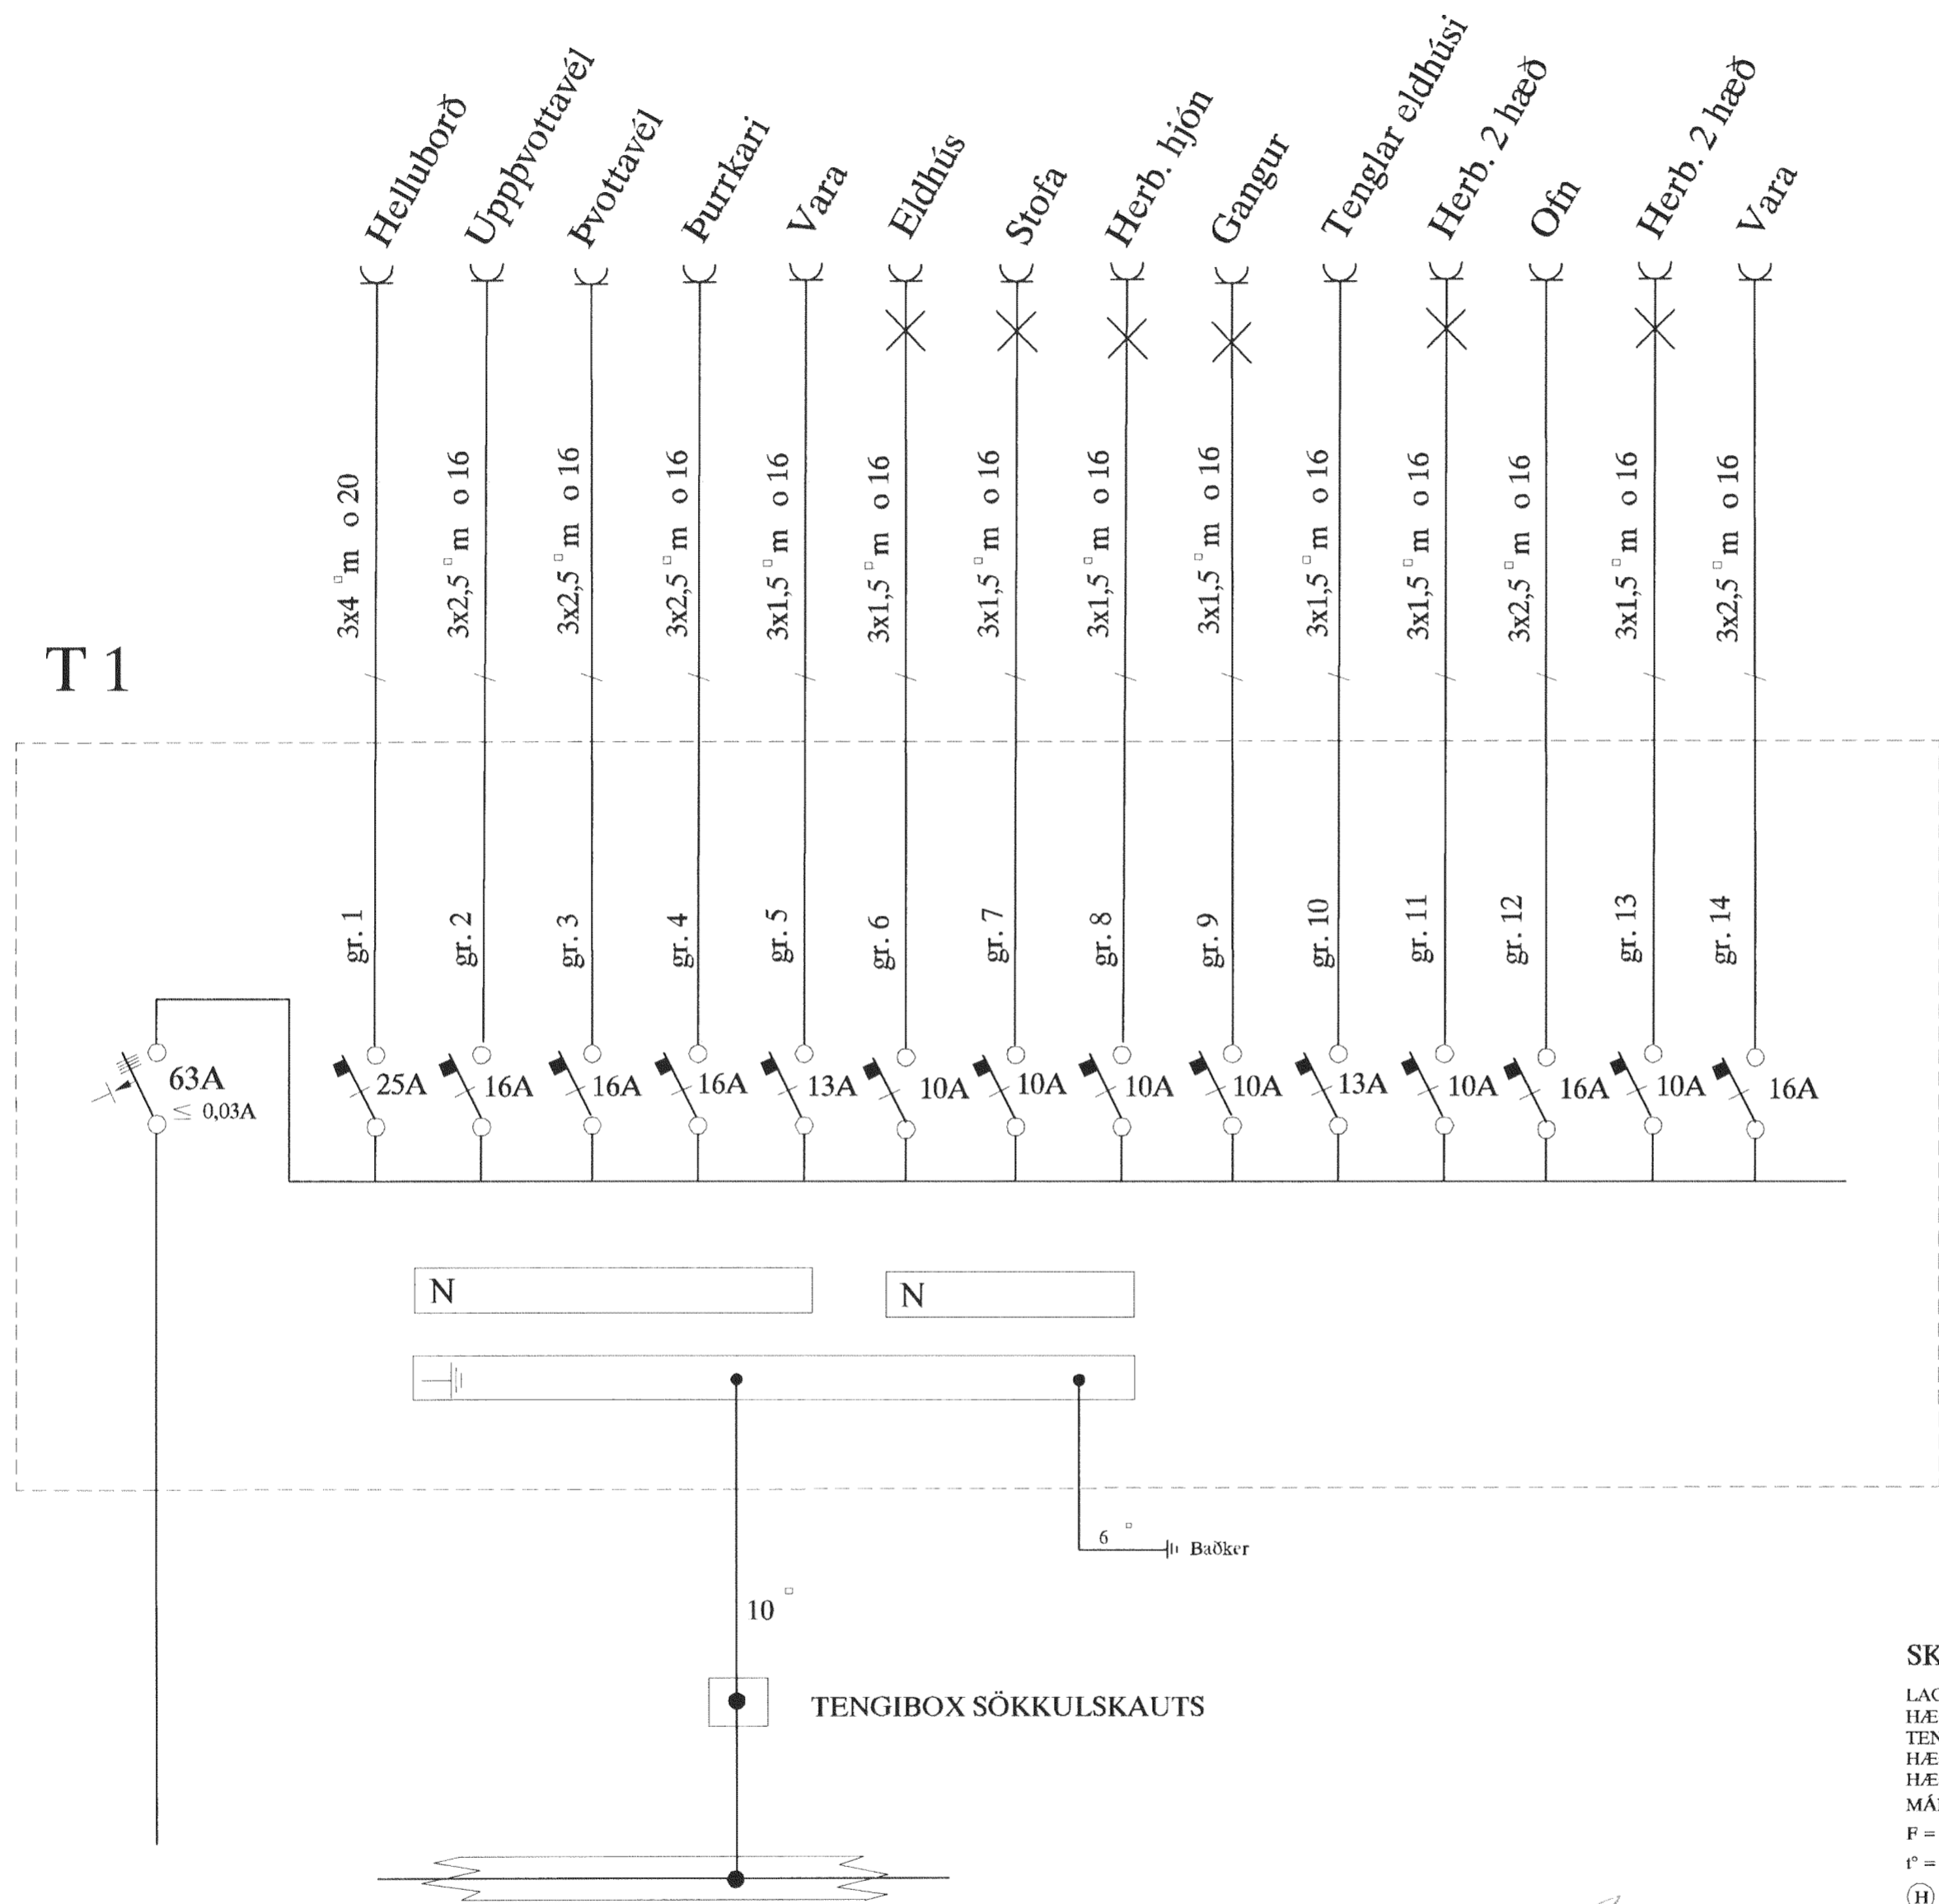 Helluborð
Uppþvottavél
Þvottavél
Þurrkari
Vara
Eldhús
Stofa
Herb. hjón
Gangur
Tenglar eldhúsi
Herb. 2 hæð
Ofn
Herb. 2 hæð
Vara
3x4 □m o 20
3x2,5 □m o 16
3x2,5 □m o 16
3x2,5 □m o 16
3x1,5 □m o 16
3x1,5 □m o 16
3x1,5 □m o 16
3x1,5 □m o 16
3x1,5 □m o 16
3x1,5 □m o 16
3x1,5 □m o 16
3x2,5 □m o 16
3x1,5 □m o 16
3x2,5 □m o 16
T 1
gr. 1
gr. 2
gr. 3
gr. 4
gr. 5
gr. 6
gr. 7
gr. 8
gr. 9
gr. 10
gr. 11
gr. 12
gr. 13
gr. 14
63A
≤ 0,03A
25A
16A
16A
16A
13A
10A
10A
10A
10A
13A
10A
16A
10A
16A
N
N
6 □
Baðker
10 □
TENGIBOX SÖKKULSKAUTS
SK
LAG
HÆ
TEN
HÆ
HÆ
F =
t° =
H